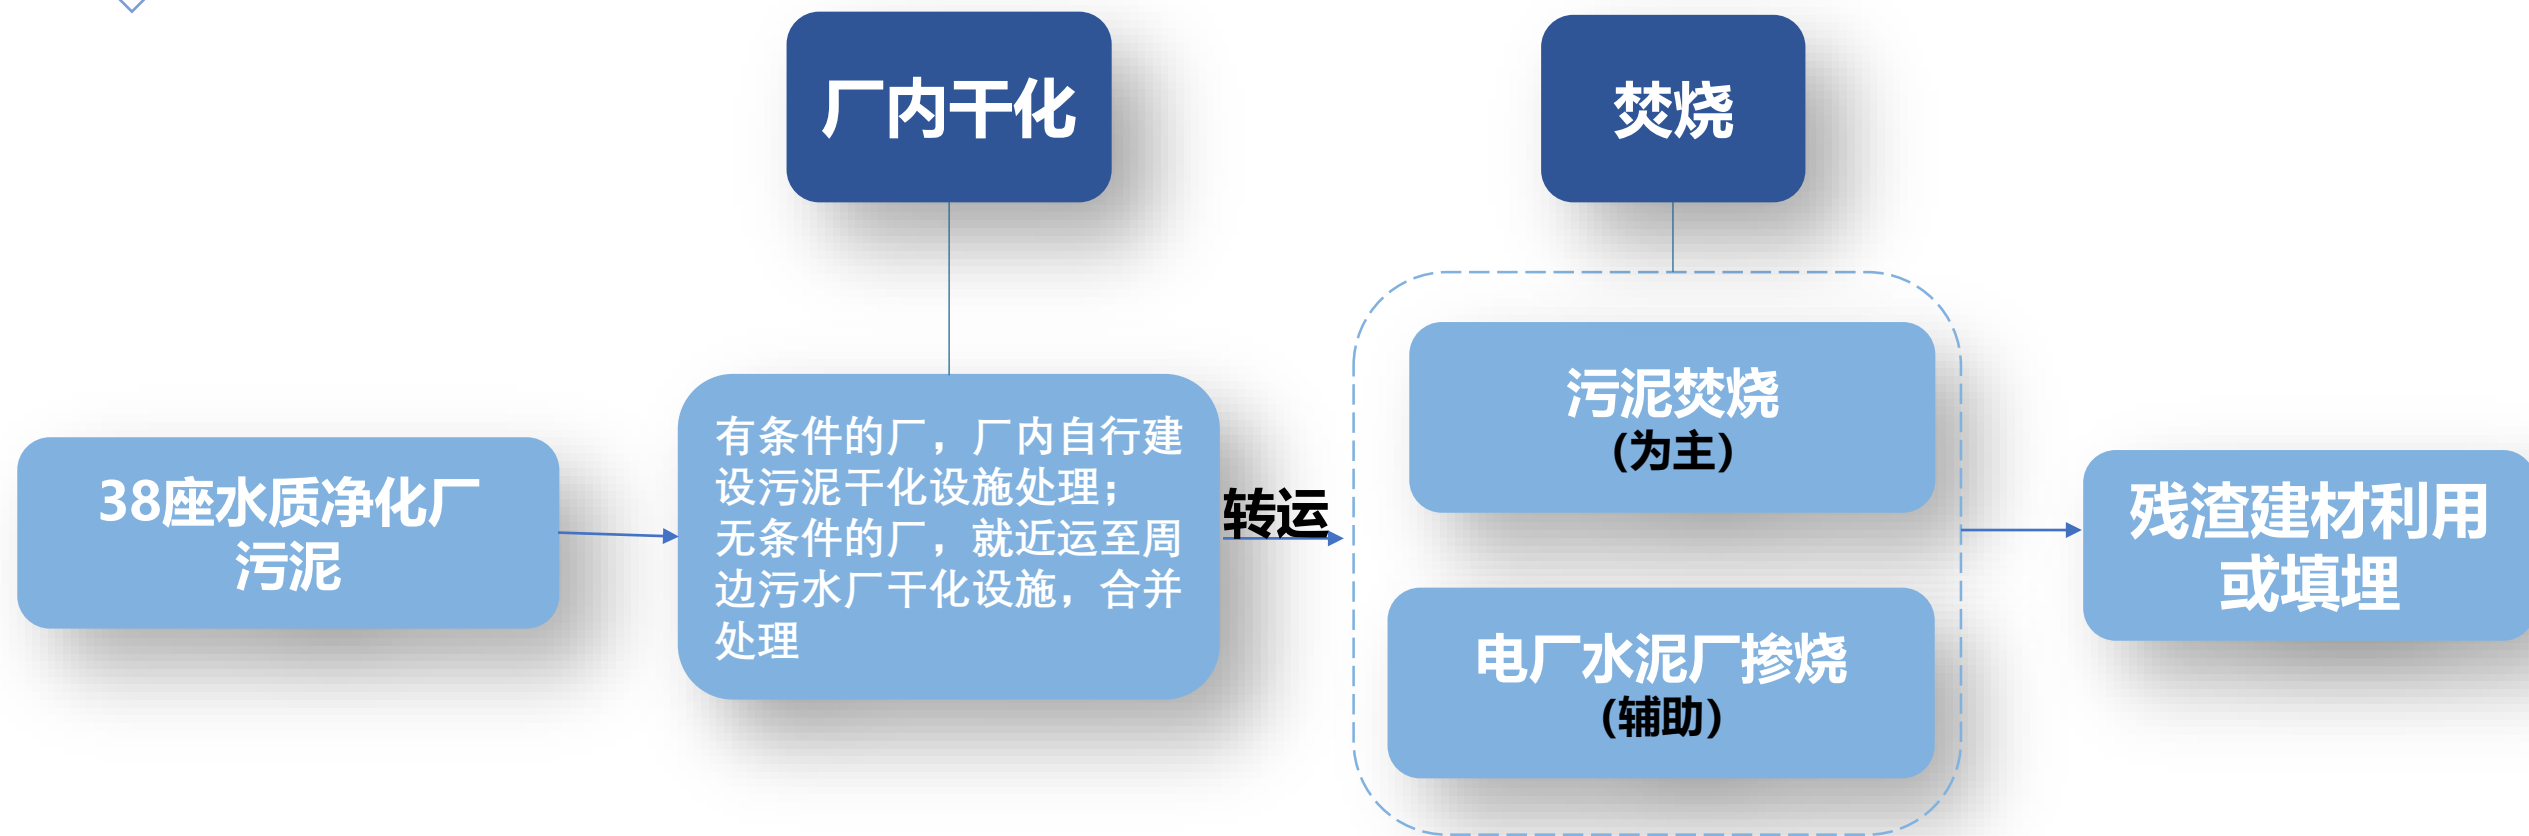 厂内干化
焚烧
38座水质净化厂
污泥
有条件的厂，厂内自行建
设污泥干化设施处理；
无条件的厂，就近运至周
边污水厂干化设施，合并
处理
转运
污泥焚烧
（为主）
电厂水泥厂掺烧
（辅助）
残渣建材利用
或填埋